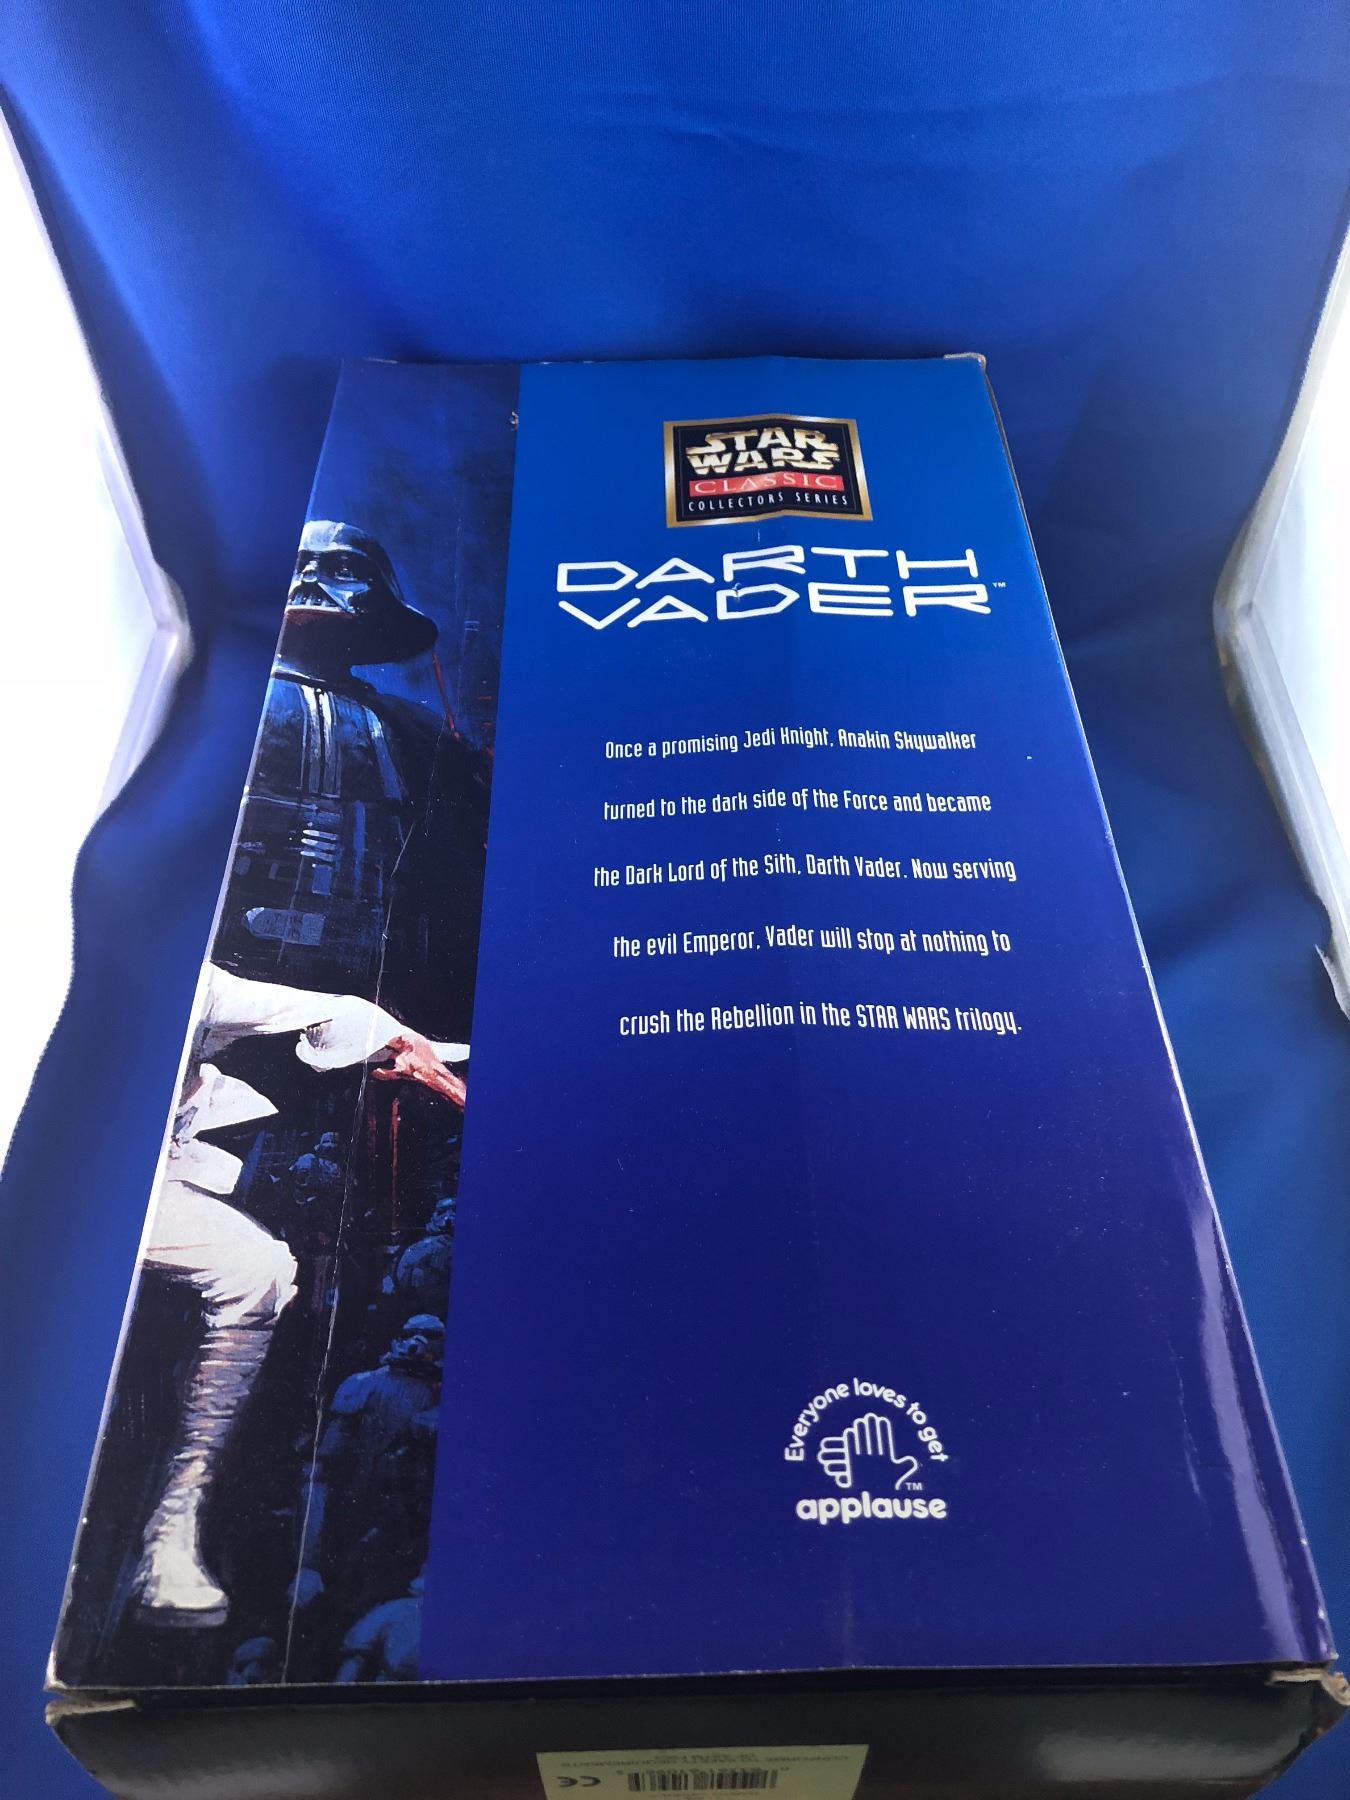 STAR
WARS
CLASSIC
COLLECTORS SERIES
DARTH
VADER™
Once a promising Jedi Knight, Anakin Skywalker
turned to the dark side of the Force and became
the Dark Lord of the Sith, Darth Vader. Now serving
the evil Emperor, Vader will stop at nothing to
crush the Rebellion in the STAR WARS trilogy.
Everyone loves to get
TM
applause
CE